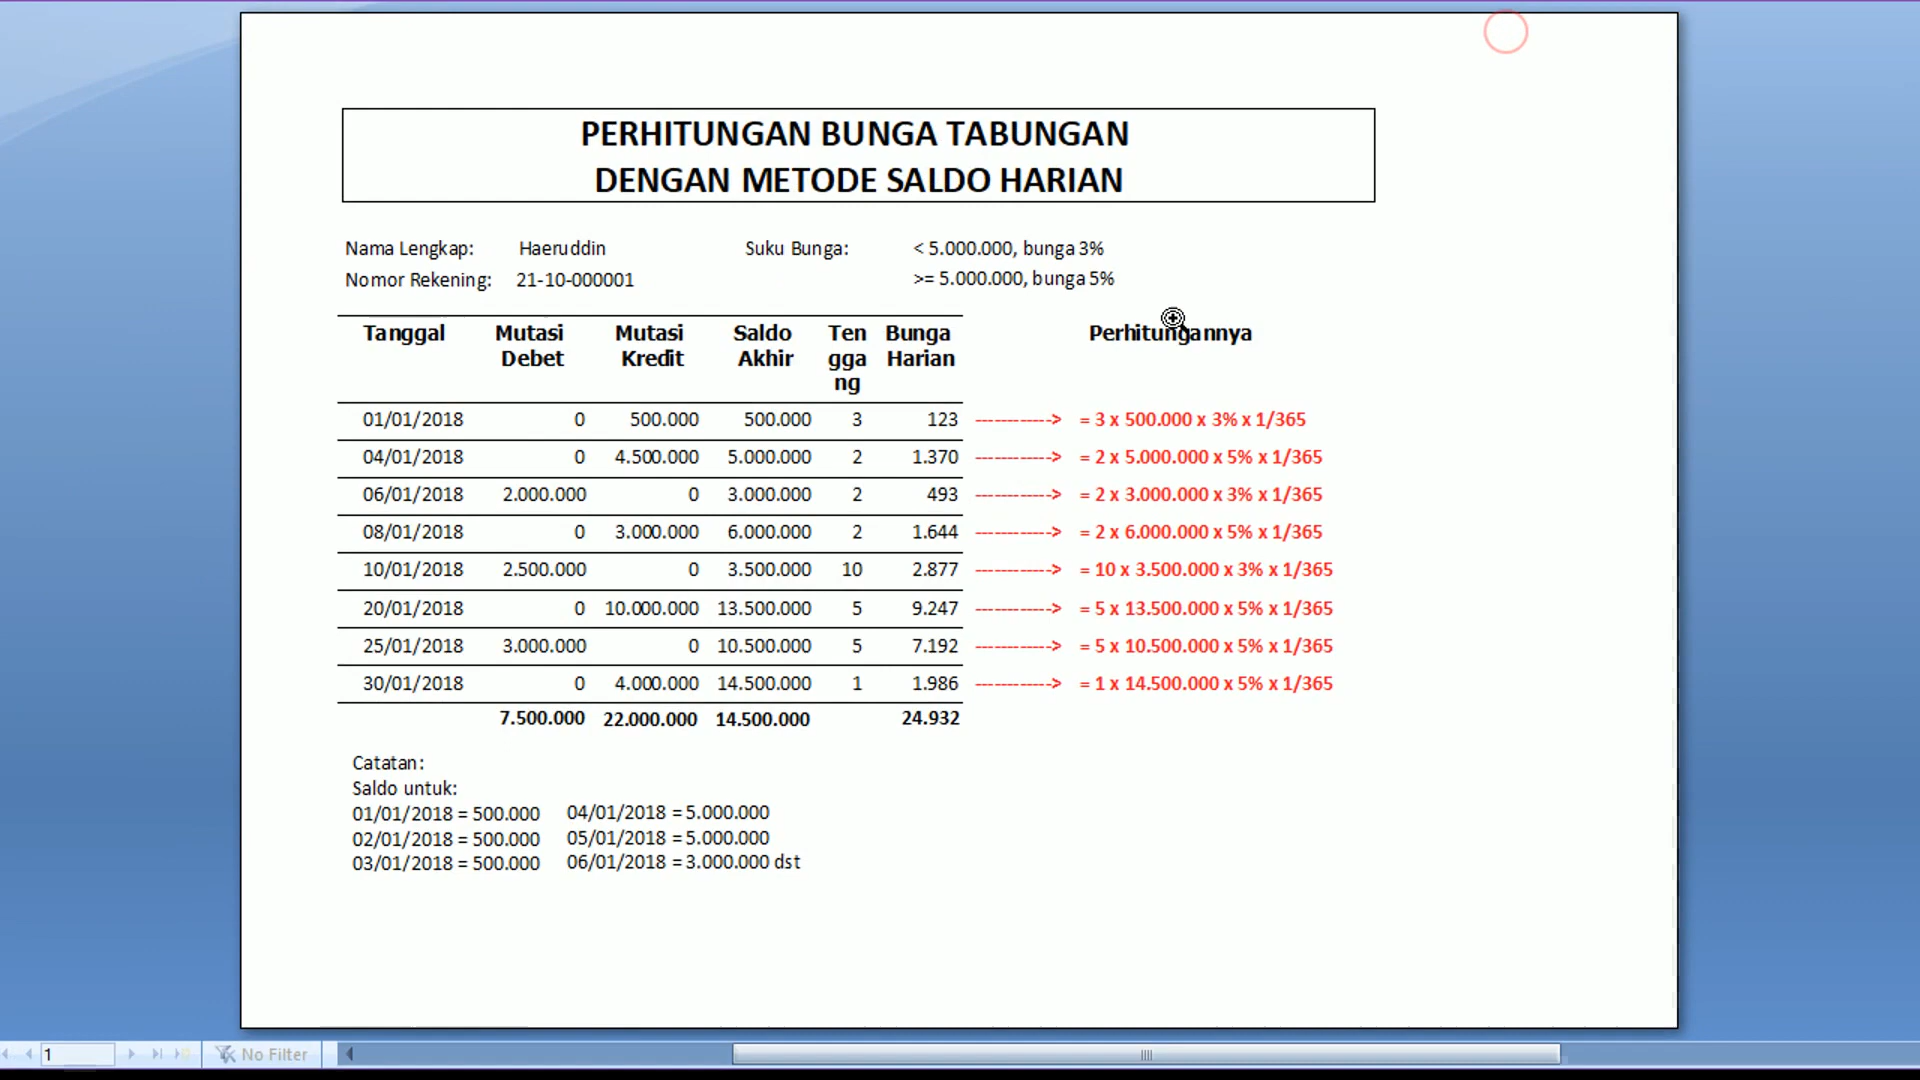 PERHITUNGAN BUNGA TABUNGAN
DENGAN METODE SALDO HARIAN
Nama Lengkap: Haeruddin Suku Bunga: < 5.000.000, bunga 3%
Nomor Rekening: 21-10-000001 >= 5.000.000, bunga 5%
Tanggal Mutasi Debet Mutasi Kredit Saldo Akhir Ten gga ng Bunga Harian Perhitungannya
01/01/2018 0 500.000 500.000 3 123 ------------> = 3 x 500.000 x 3% x 1/365
04/01/2018 0 4.500.000 5.000.000 2 1.370 ------------> = 2 x 5.000.000 x 5% x 1/365
06/01/2018 2.000.000 0 3.000.000 2 493 ------------> = 2 x 3.000.000 x 3% x 1/365
08/01/2018 0 3.000.000 6.000.000 2 1.644 ------------> = 2 x 6.000.000 x 5% x 1/365
10/01/2018 2.500.000 0 3.500.000 10 2.877 ------------> = 10 x 3.500.000 x 3% x 1/365
20/01/2018 0 10.000.000 13.500.000 5 9.247 ------------> = 5 x 13.500.000 x 5% x 1/365
25/01/2018 3.000.000 0 10.500.000 5 7.192 ------------> = 5 x 10.500.000 x 5% x 1/365
30/01/2018 0 4.000.000 14.500.000 1 1.986 ------------> = 1 x 14.500.000 x 5% x 1/365
7.500.000 22.000.000 14.500.000 24.932
Catatan:
Saldo untuk:
01/01/2018 = 500.000 04/01/2018 = 5.000.000
02/01/2018 = 500.000 05/01/2018 = 5.000.000
03/01/2018 = 500.000 06/01/2018 = 3.000.000 dst
1 No Filter